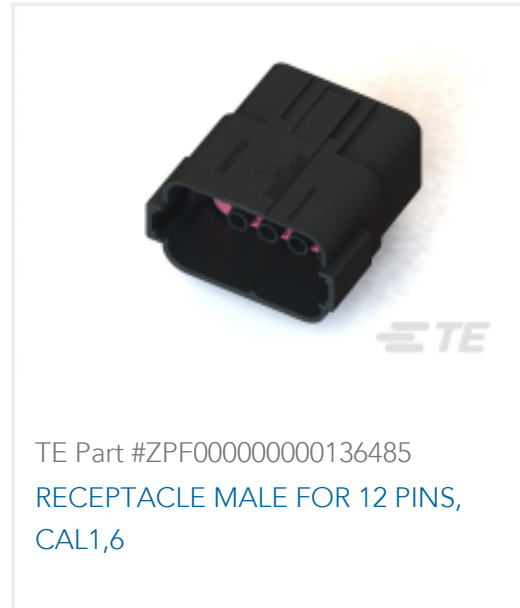 TE
TE Part #ZPF000000000136485
RECEPTACLE MALE FOR 12 PINS,
CAL1,6